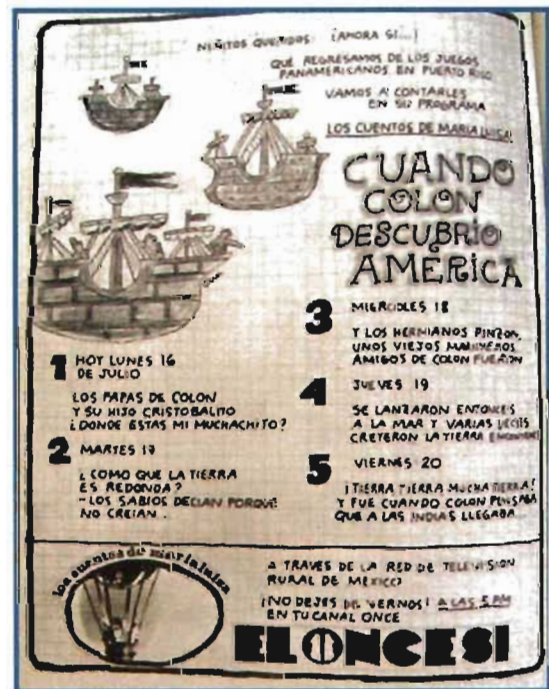 NIÑITOS QUERIDOS: ¡AHORA SI...!
QUE REGRESAMOS DE LOS JUEGOS
PANAMERICANOS EN PUERTO RICO
VAMOS A CONTARLES
EN SU PROGRAMA
LOS CUENTOS DE MARIA LUISA:
CUANDO
COLON
DESCUBRIO
AMERICA
1 HOY LUNES 16
DE JULIO
LOS PAPAS DE COLON
Y SU HIJO CRISTOBALITO
¿DONDE ESTAS MI MUCHACHITO?
2 MARTES 17
¿COMO QUE LA TIERRA
ES REDONDA?
- LOS SABIOS DECIAN PORQUE
NO CREIAN...
3 MIERCOLES 18
Y LOS HERMANOS PINZON,
UNOS VIEJOS MARINEROS
AMIGOS DE COLON FUERON
4 JUEVES 19
SE LANZARON ENTONCES
A LA MAR Y VARIAS VECES
CREYERON LA TIERRA
5 VIERNES 20
¡TIERRA TIERRA MUCHA TIERRA!
Y FUE CUANDO COLON PENSABA
QUE A LAS INDIAS LLEGABA...
los cuentos de maria luisa
A TRAVES DE LA RED DE TELEVISION
RURAL DE MEXICO
¡NO DEJES DE VERNOS! A LAS 5 PM
EN TU CANAL ONCE
EL ONCE SI